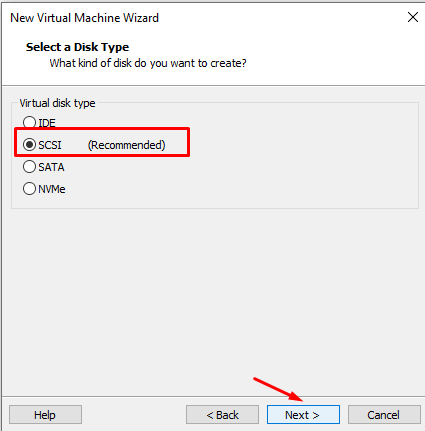 New Virtual Machine Wizard
Select a Disk Type
What kind of disk do you want to create?
Virtual disk type
IDE
SCSI (Recommended)
SATA
NVMe
Help
< Back
Next >
Cancel